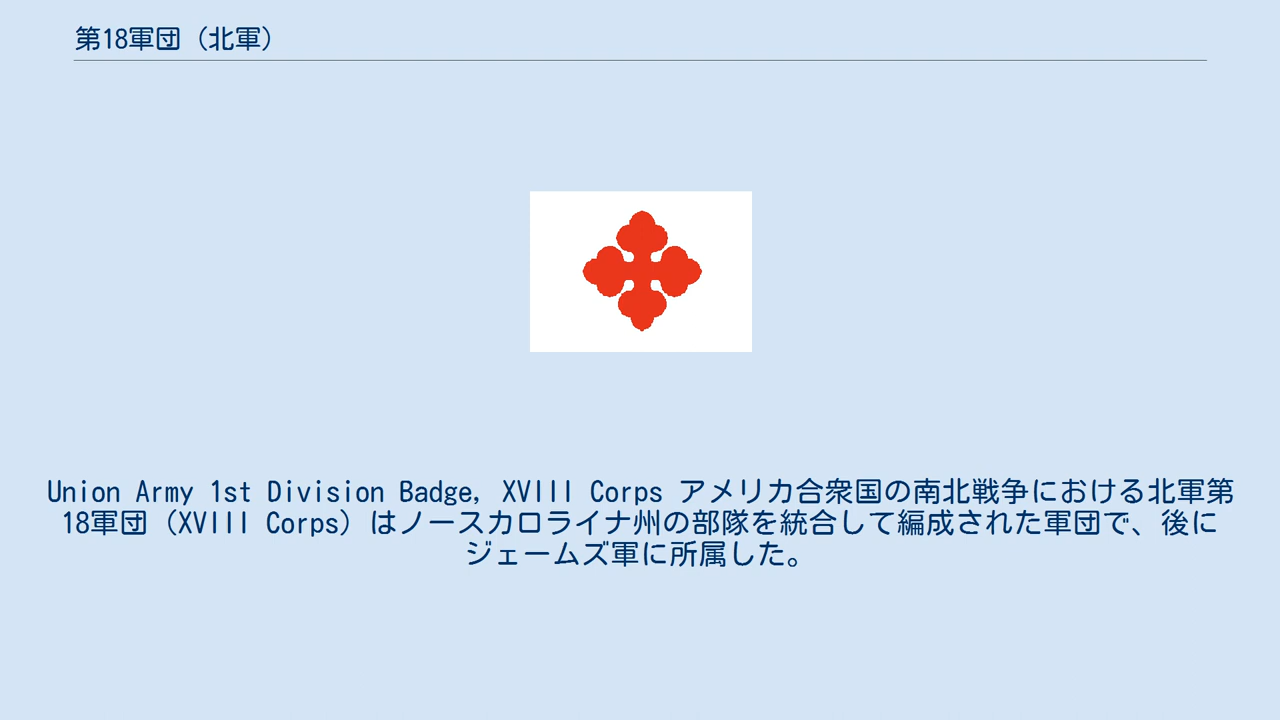 第18軍団（北軍）
Union Army 1st Division Badge, XVIII Corps アメリカ合衆国の南北戦争における北軍第
18軍団（XVIII Corps）はノースカロライナ州の部隊を統合して編成された軍団で、後に
ジェームズ軍に所属した。